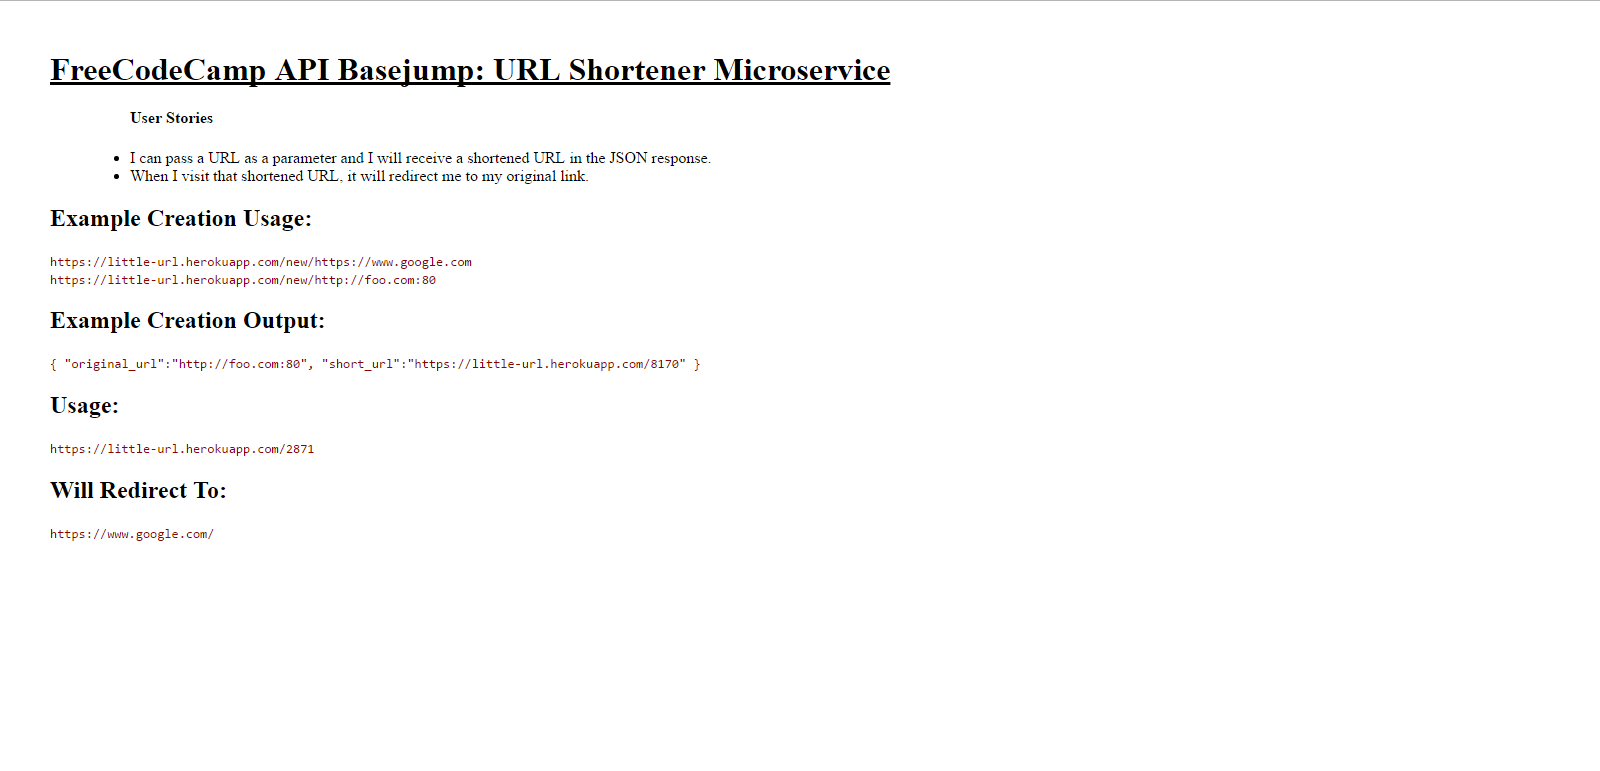 FreeCodeCamp API Basejump: URL Shortener Microservice
User Stories
I can pass a URL as a parameter and I will receive a shortened URL in the JSON response.
When I visit that shortened URL, it will redirect me to my original link.
Example Creation Usage:
https://little-url.herokuapp.com/new/https://www.google.com
https://little-url.herokuapp.com/new/http://foo.com:80
Example Creation Output:
{ "original_url":"http://foo.com:80", "short_url":"https://little-url.herokuapp.com/8170" }
Usage:
https://little-url.herokuapp.com/2871
Will Redirect To:
https://www.google.com/